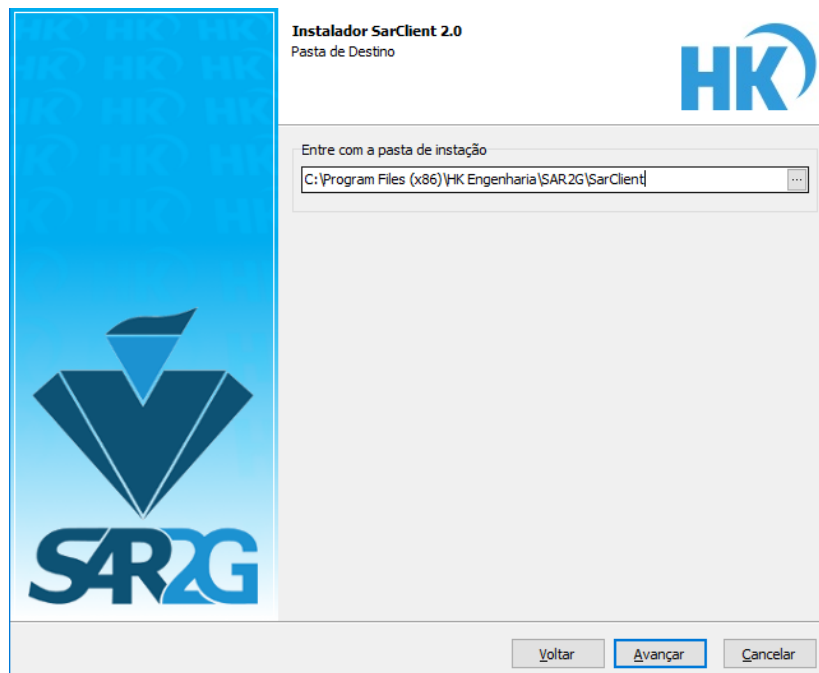 Instalador SarClient 2.0
Pasta de Destino
HK
Entre com a pasta de instação
C:\Program Files (x86)\HK Engenharia\SAR2G\SarClient
...
SAR2G
Voltar
Avançar
Cancelar